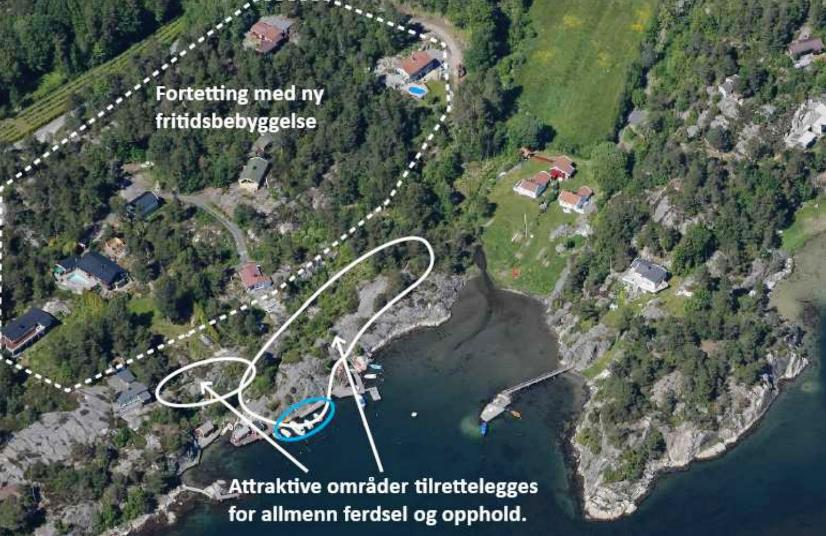 Fortetting med ny
fritidsbebyggelse
Attraktive områder tilrettelegges
for allmenn ferdsel og opphold.